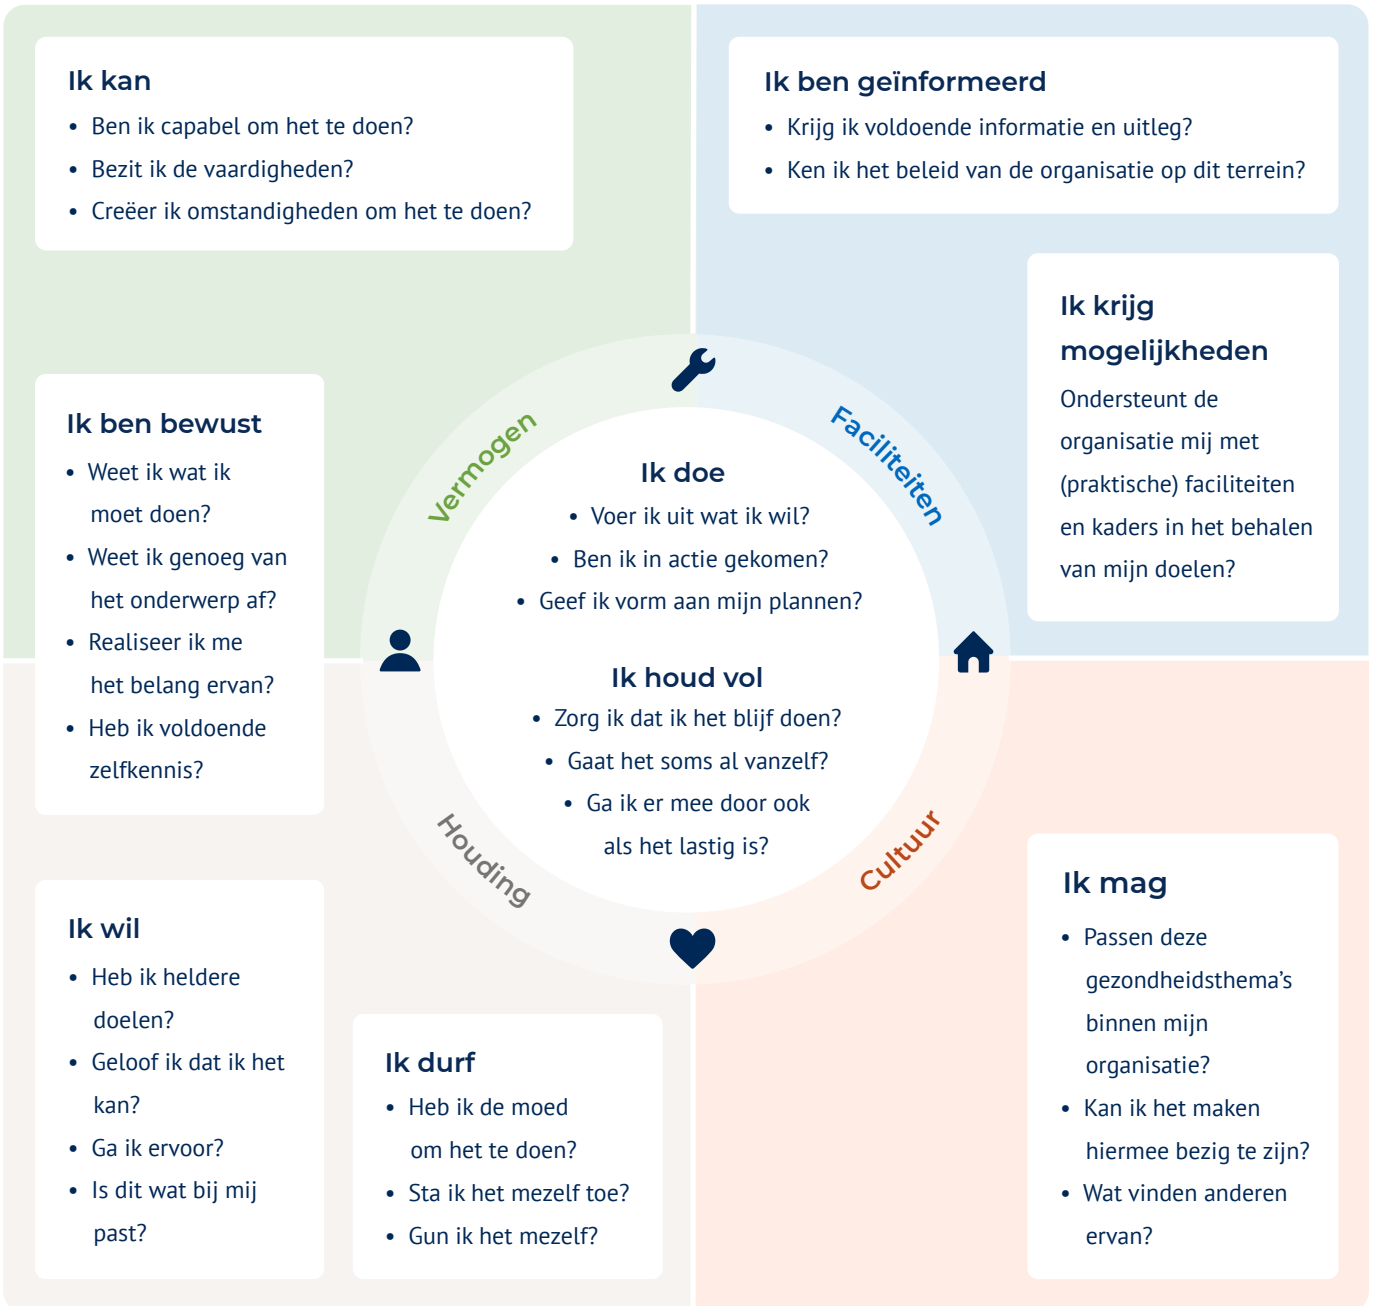 Ik kan
• Ben ik capabel om het te doen?
• Bezit ik de vaardigheden?
• Creëer ik omstandigheden om het te doen?
Ik ben geïnformeerd
• Krijg ik voldoende informatie en uitleg?
• Ken ik het beleid van de organisatie op dit terrein?
Ik krijg
mogelijkheden
Ondersteunt de
organisatie mij met
(praktische) faciliteiten
en kaders in het behalen
van mijn doelen?
Ik ben bewust
• Weet ik wat ik
moet doen?
• Weet ik genoeg van
het onderwerp af?
• Realiseer ik me
het belang ervan?
• Heb ik voldoende
zelfkennis?
Vermogen
Faciliteiten
Ik doe
• Voer ik uit wat ik wil?
• Ben ik in actie gekomen?
• Geef ik vorm aan mijn plannen?
Ik houd vol
• Zorg ik dat ik het blijf doen?
• Gaat het soms al vanzelf?
• Ga ik er mee door ook
als het lastig is?
Houding
Cultuur
Ik wil
• Heb ik heldere
doelen?
• Geloof ik dat ik het
kan?
• Ga ik ervoor?
• Is dit wat bij mij
past?
Ik durf
• Heb ik de moed
om het te doen?
• Sta ik het mezelf toe?
• Gun ik het mezelf?
Ik mag
• Passen deze
gezondheidsthema’s
binnen mijn
organisatie?
• Kan ik het maken
hiermee bezig te zijn?
• Wat vinden anderen
ervan?